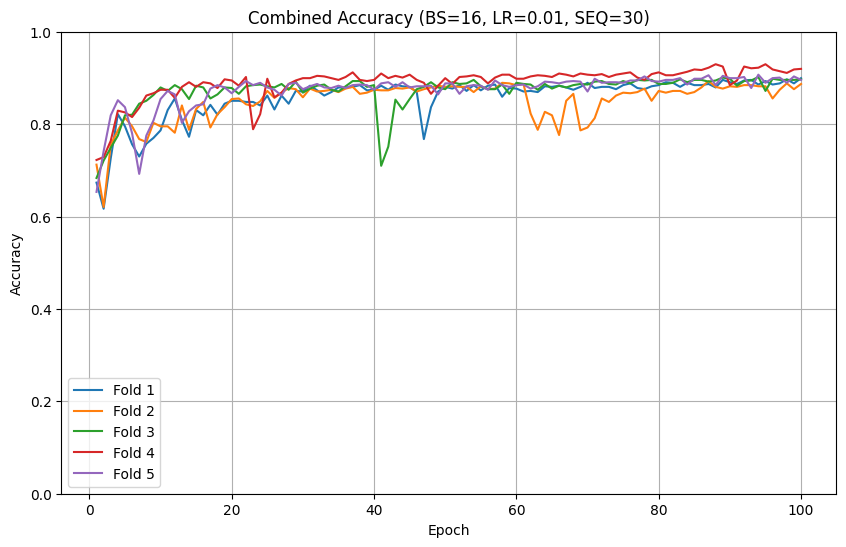 Combined Accuracy (BS=16, LR=0.01, SEQ=30)
1.0
0.8
0.6
0.4
0.2
0.0
Accuracy
Fold 1
Fold 2
Fold 3
Fold 4
Fold 5
0 20 40 60 80 100
Epoch